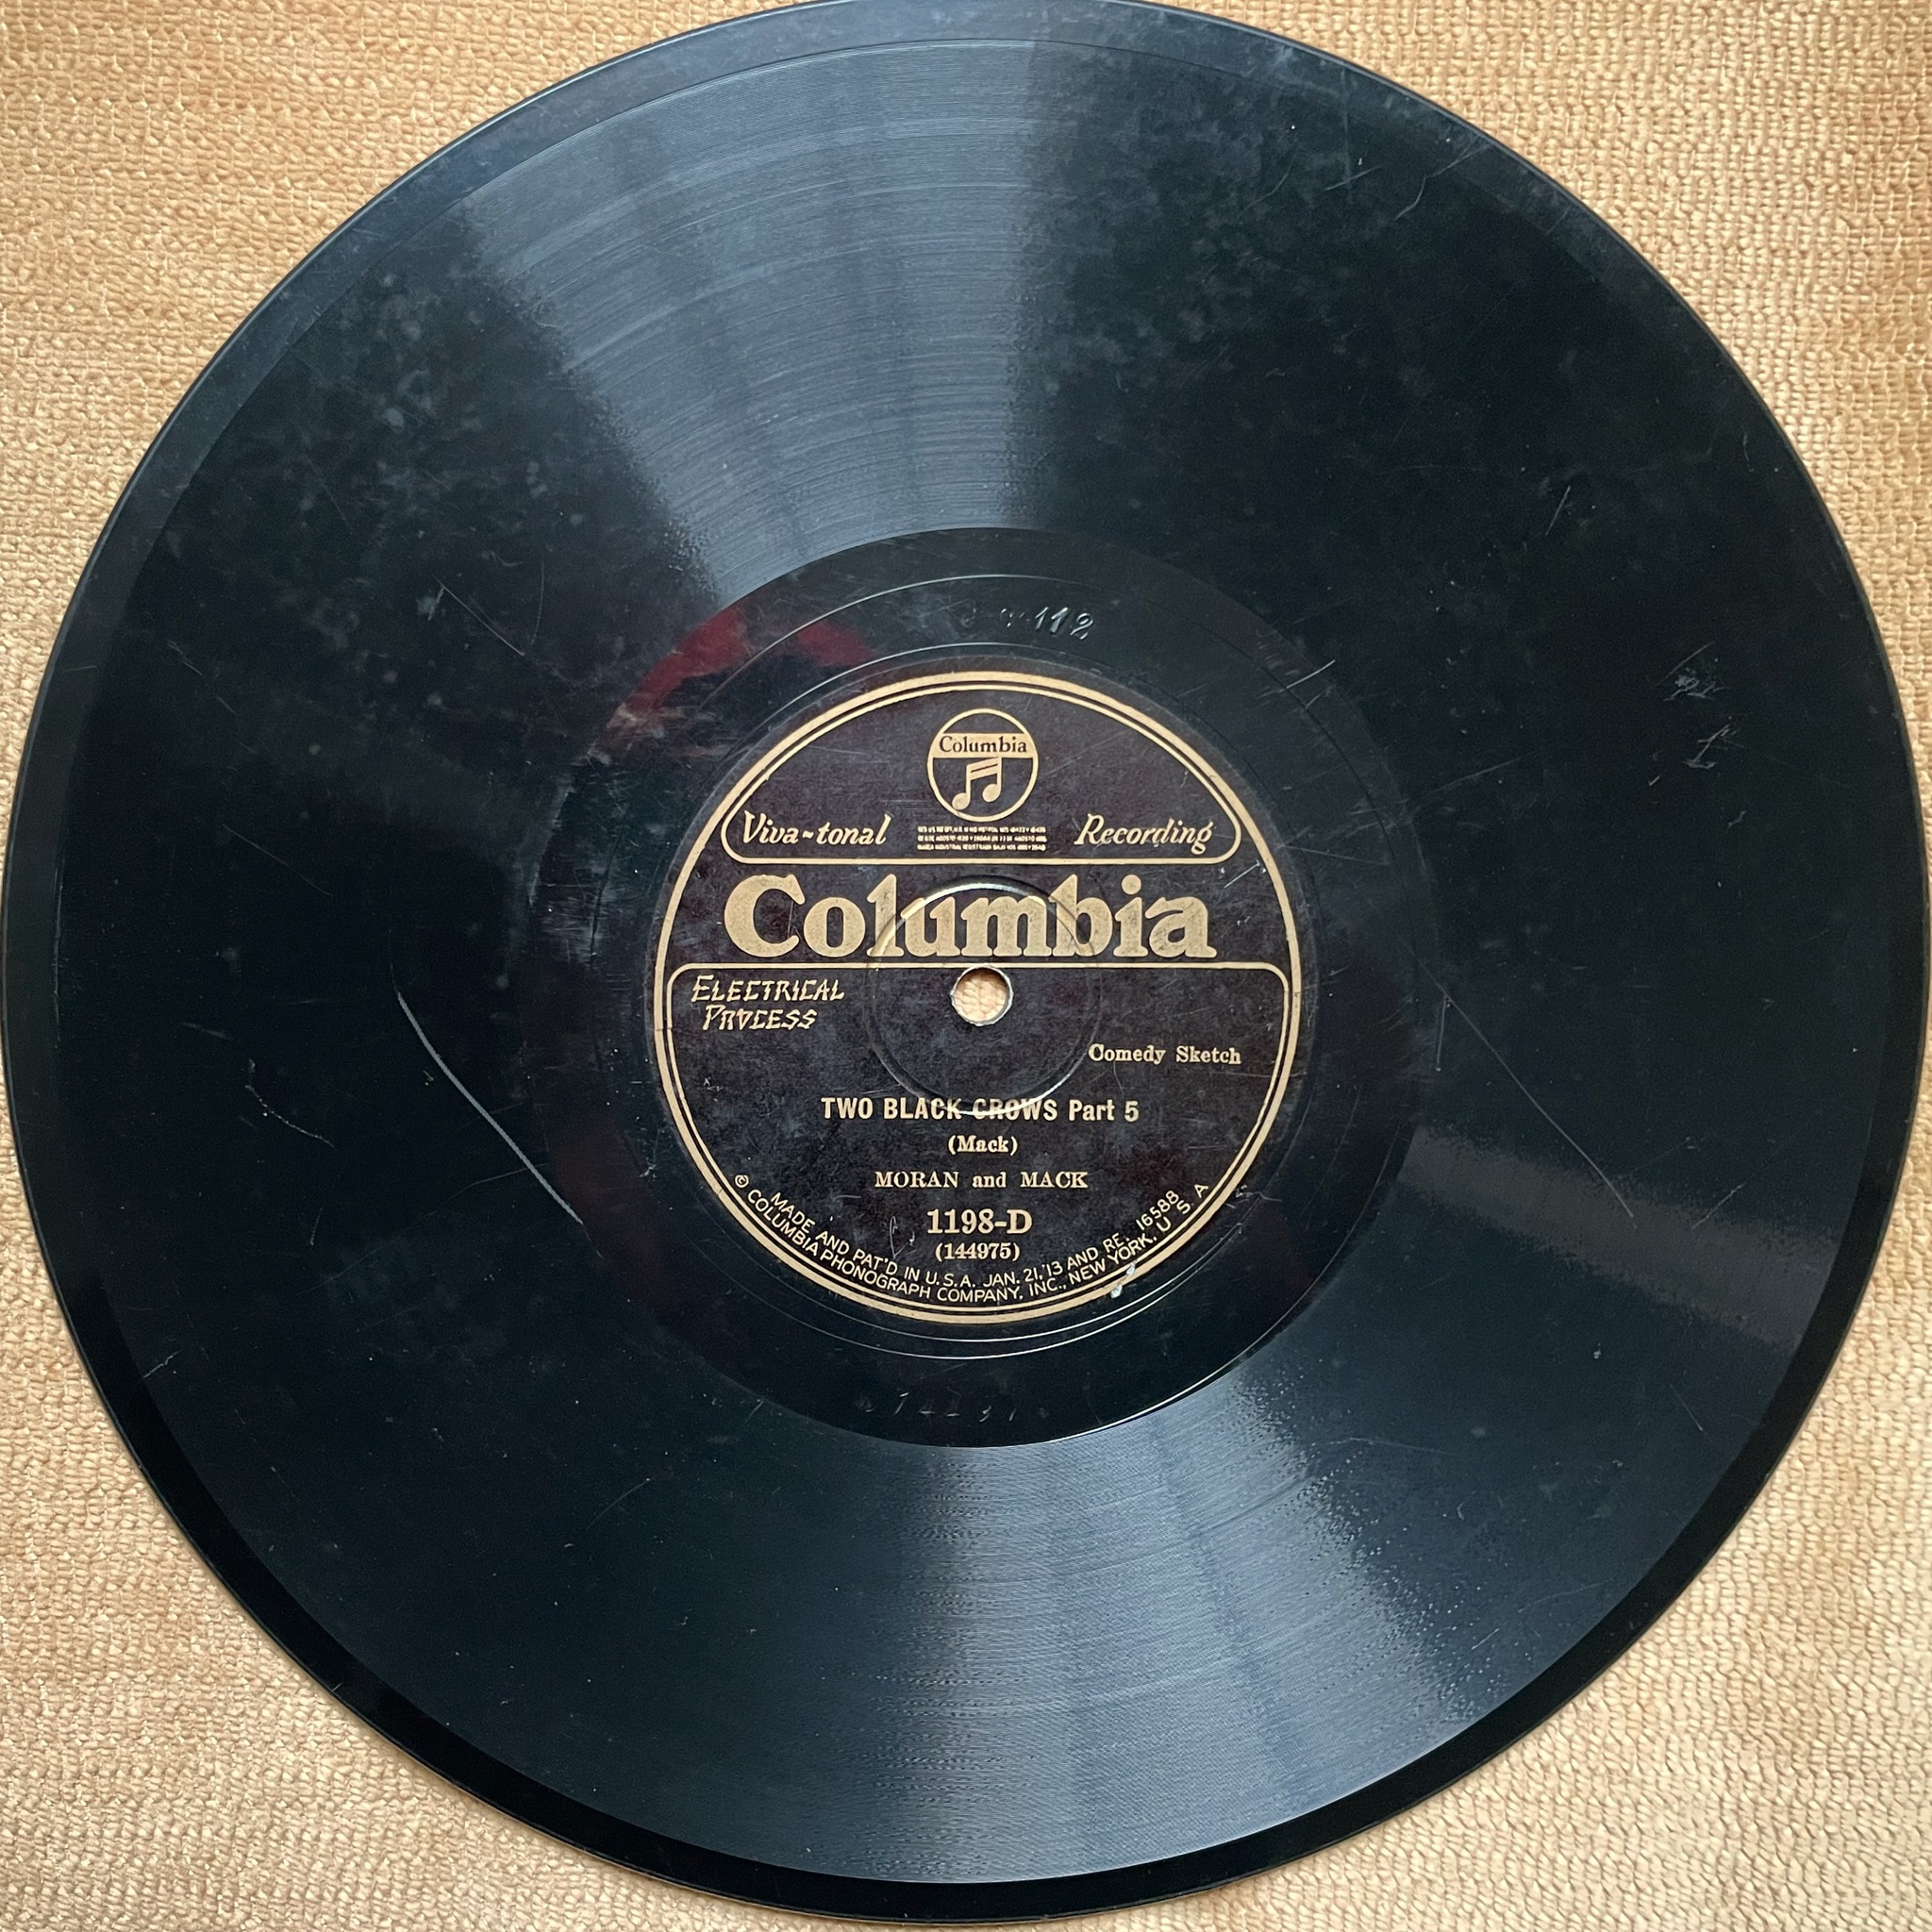 112
Columbia
Viva-tonal Recording
Columbia
ELECTRICAL
PROCESS
Comedy Sketch
TWO BLACK CROWS Part 5
(Mack)
MORAN and MACK
1198-D
(144975)
MADE AND PAT'D IN U.S.A. JAN. 21, '13 AND RE. 16588
© COLUMBIA PHONOGRAPH COMPANY, INC., NEW YORK, U S. A